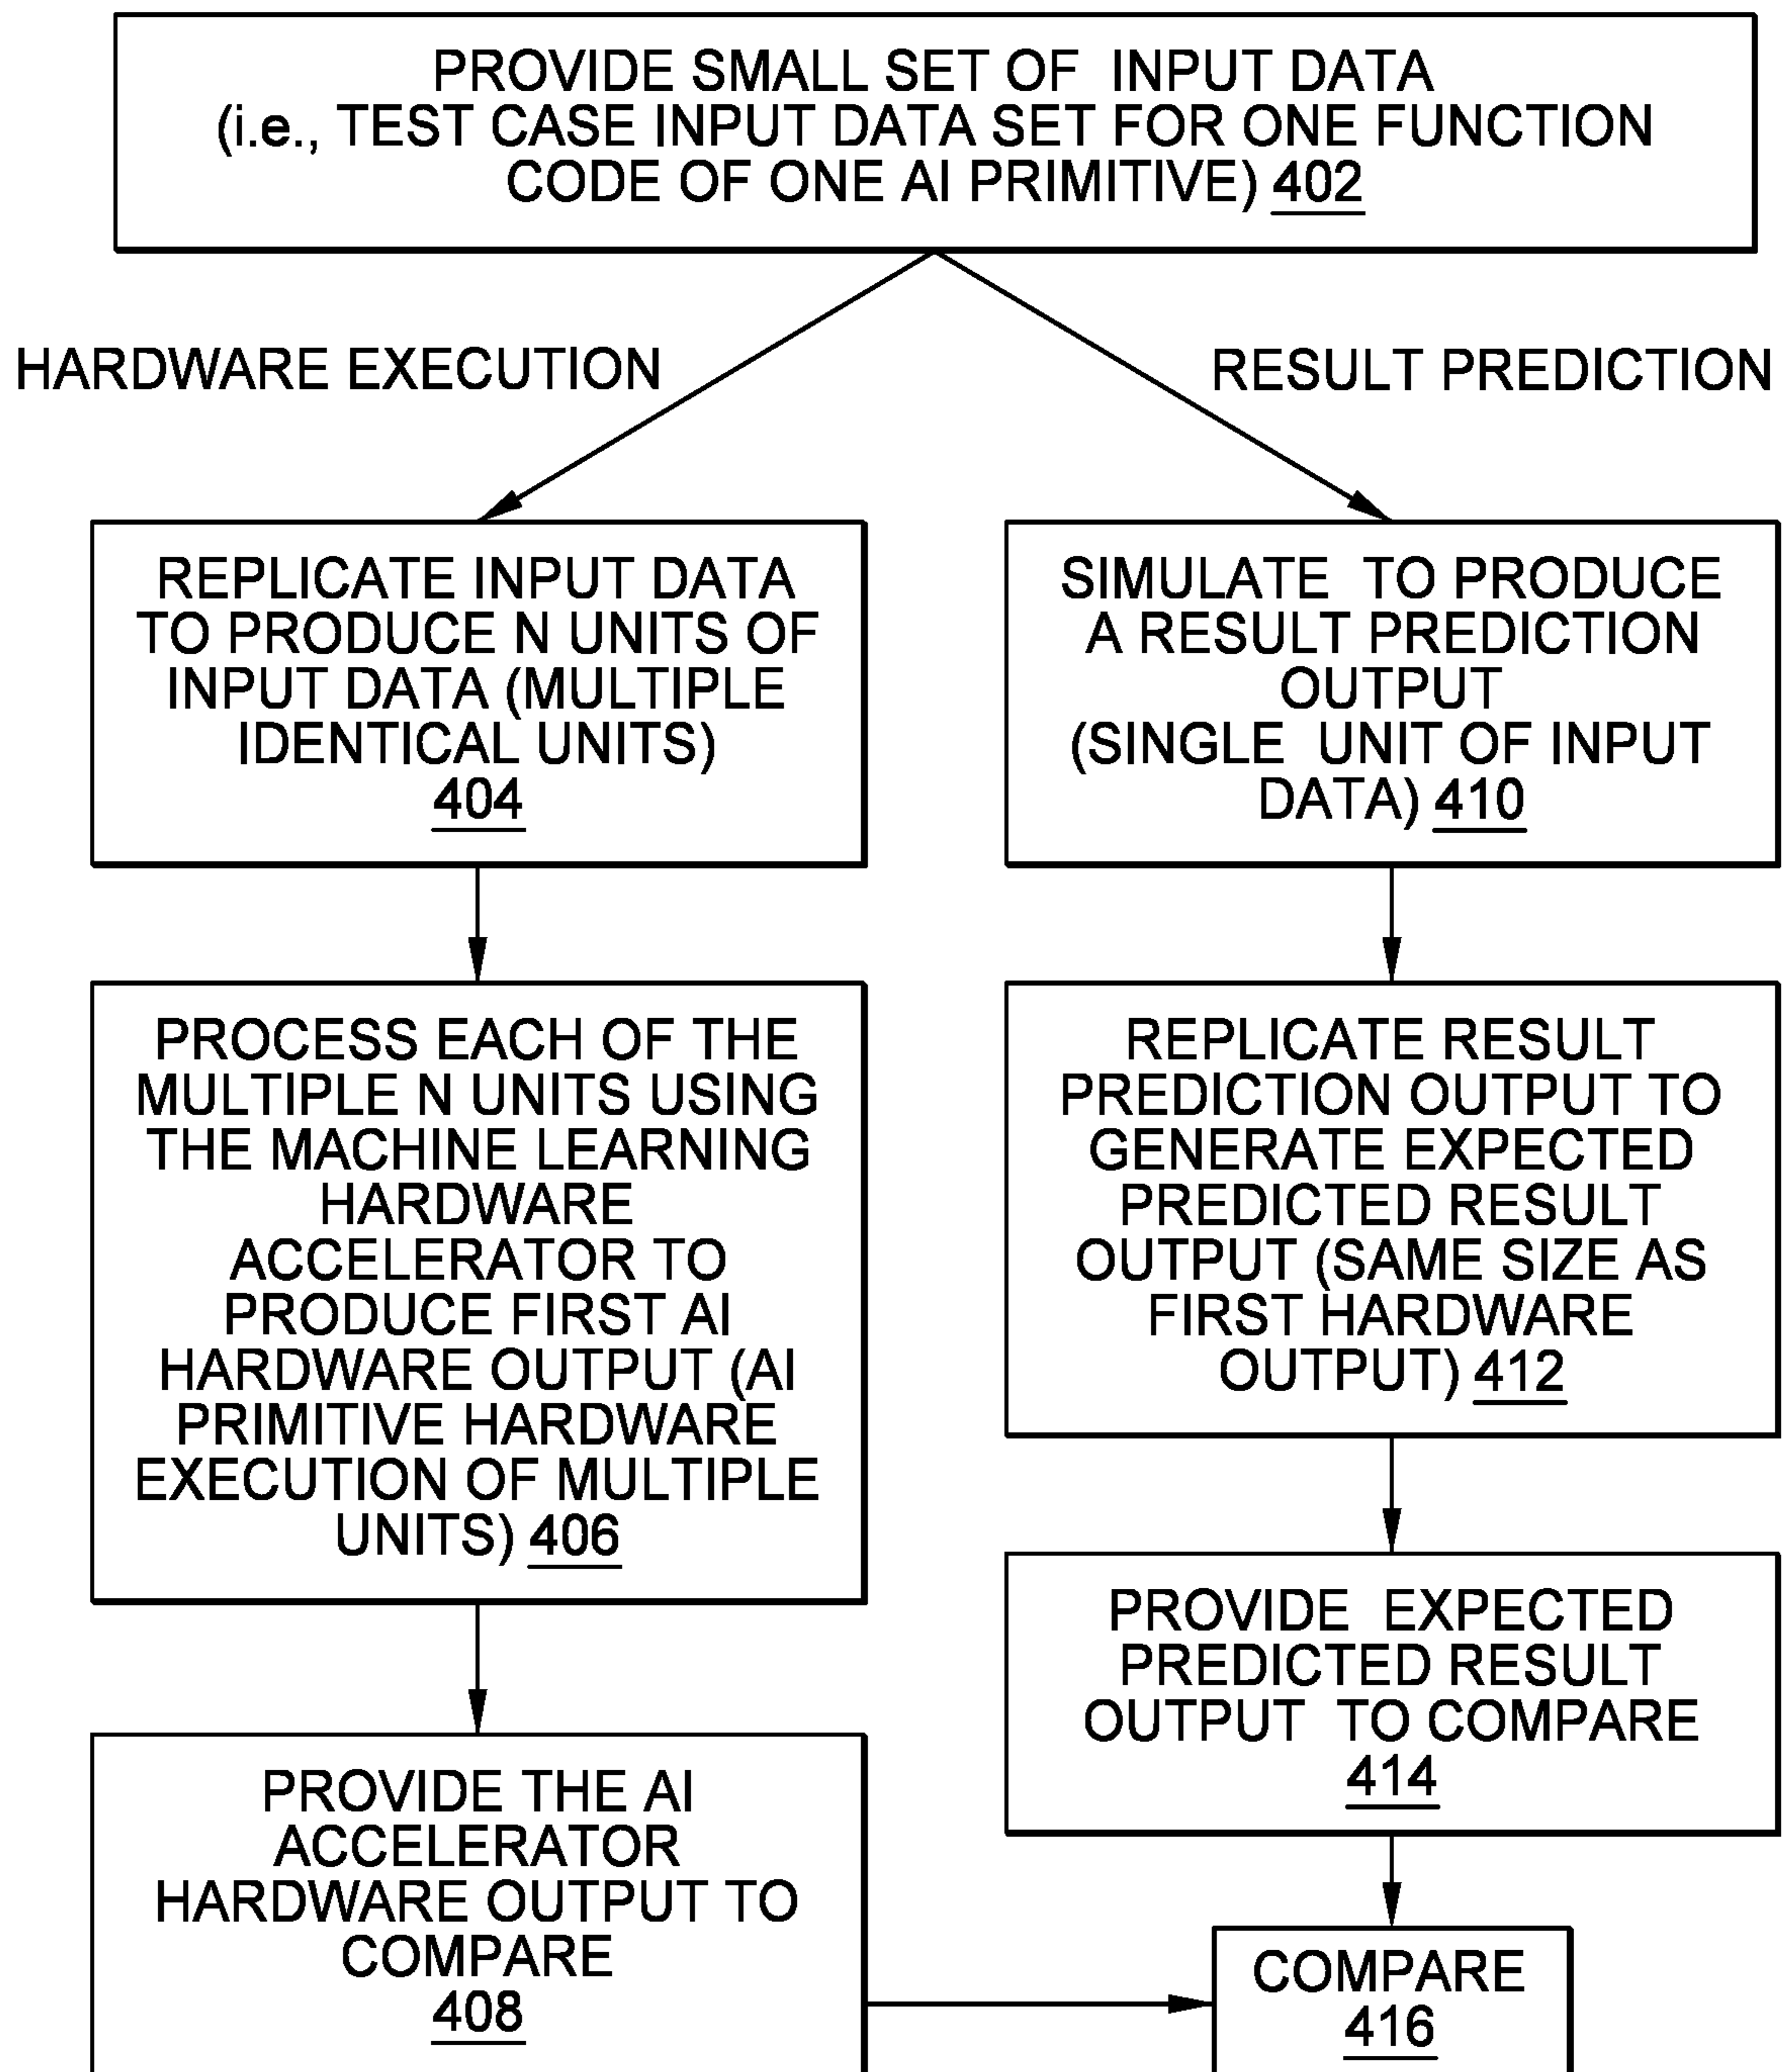 PROVIDE SMALL SET OF INPUT DATA
(i.e., TEST CASE INPUT DATA SET FOR ONE FUNCTION
CODE OF ONE AI PRIMITIVE) 402
HARDWARE EXECUTION
RESULT PREDICTION
REPLICATE INPUT DATA
TO PRODUCE N UNITS OF
INPUT DATA (MULTIPLE
IDENTICAL UNITS)
404
SIMULATE TO PRODUCE
A RESULT PREDICTION
OUTPUT
(SINGLE UNIT OF INPUT
DATA) 410
PROCESS EACH OF THE
MULTIPLE N UNITS USING
THE MACHINE LEARNING
HARDWARE
ACCELERATOR TO
PRODUCE FIRST AI
HARDWARE OUTPUT (AI
PRIMITIVE HARDWARE
EXECUTION OF MULTIPLE
UNITS) 406
REPLICATE RESULT
PREDICTION OUTPUT TO
GENERATE EXPECTED
PREDICTED RESULT
OUTPUT (SAME SIZE AS
FIRST HARDWARE
OUTPUT) 412
PROVIDE EXPECTED
PREDICTED RESULT
OUTPUT TO COMPARE
414
PROVIDE THE AI
ACCELERATOR
HARDWARE OUTPUT TO
COMPARE
408
COMPARE
416